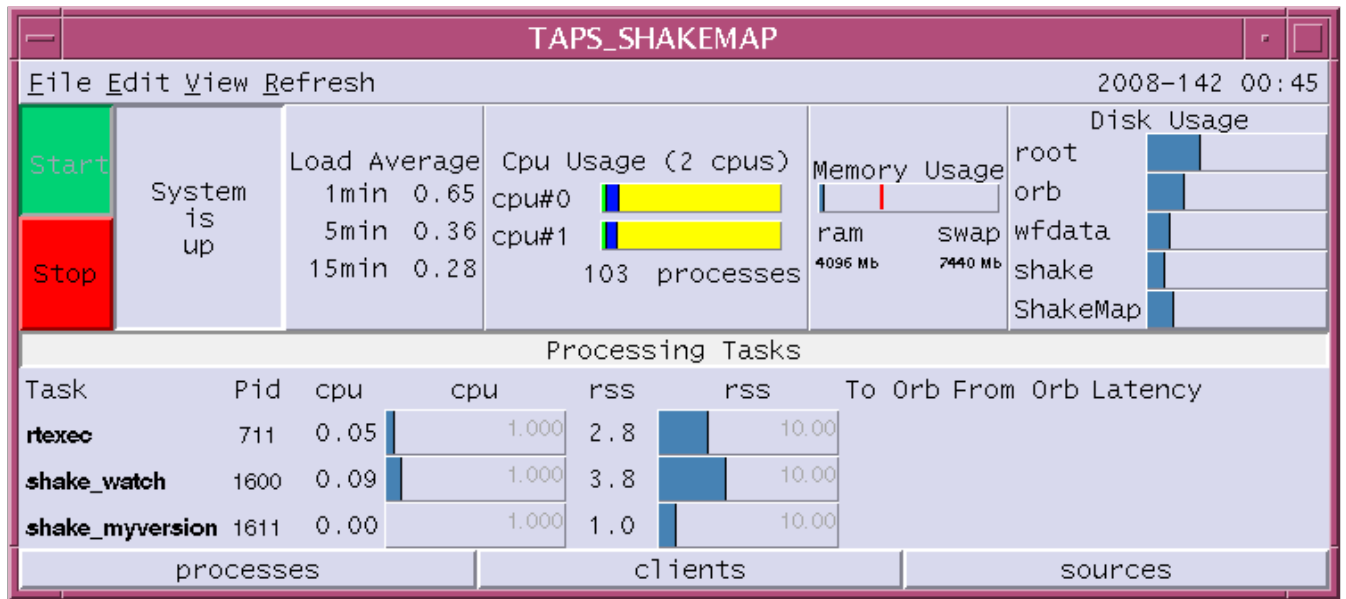 TAPS_SHAKEMAP
File Edit View Refresh 2008-142 00:45
Start
Stop
System
is
up
Load Average
1min 0.65
5min 0.36
15min 0.28
Cpu Usage (2 cpus)
cpu#0
cpu#1
103 processes
Memory Usage
ram swap
4096 Mb 7440 Mb
Disk Usage
root
orb
wfdata
shake
ShakeMap
Processing Tasks
Task Pid cpu cpu rss rss To Orb From Orb Latency
rtexec 711 0.05 1.000 2.8 10.00
shake_watch 1600 0.09 1.000 3.8 10.00
shake_myversion 1611 0.00 1.000 1.0 10.00
processes clients sources